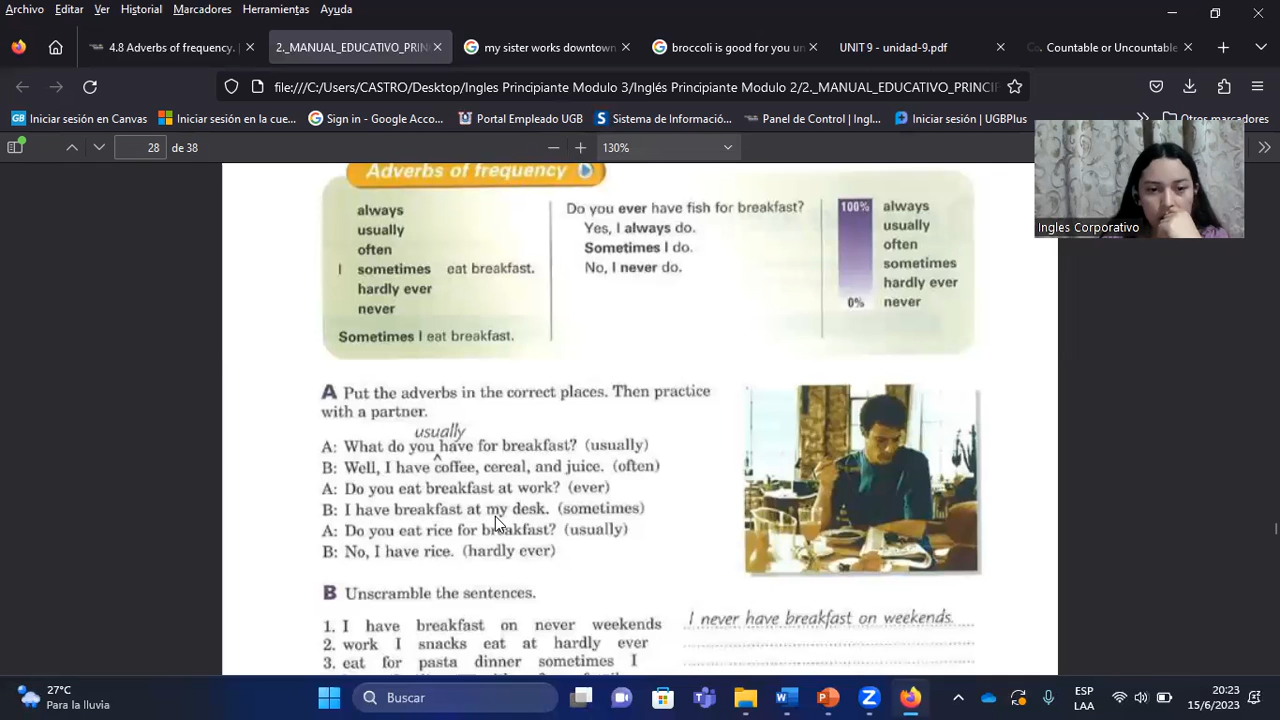 Archivo Editar Ver Historial Marcadores Herramientas Ayuda
4.8 Adverbs of frequency.
2._MANUAL_EDUCATIVO_PRIN
my sister works downtown
broccoli is good for you un
UNIT 9 - unidad-9.pdf
Countable or Uncountable
file:///C:/Users/CASTRO/Desktop/Ingles Principiante Modulo 3/Inglés Principiante Modulo 2/2._MANUAL_EDUCATIVO_PRINCIP
Iniciar sesión en Canvas
Iniciar sesión en la cue...
Sign in - Google Acco...
Portal Empleado UGB
Sistema de Informació...
Panel de Control | Ingl...
Iniciar sesión | UGBPlus
Otros marcadores
28 de 38
130%
Ingles Corporativo
Adverbs of frequency
always
usually
often
I sometimes eat breakfast.
hardly ever
never
Sometimes I eat breakfast.
Do you ever have fish for breakfast?
Yes, I always do.
Sometimes I do.
No, I never do.
100% always
usually
often
sometimes
hardly ever
0% never
A Put the adverbs in the correct places. Then practice
with a partner.
usually
A: What do you have for breakfast? (usually)
B: Well, I have coffee, cereal, and juice. (often)
A: Do you eat breakfast at work? (ever)
B: I have breakfast at my desk. (sometimes)
A: Do you eat rice for breakfast? (usually)
B: No, I have rice. (hardly ever)
B Unscramble the sentences.
1. I have breakfast on never weekends I never have breakfast on weekends.
2. work I snacks eat at hardly ever
3. eat for pasta dinner sometimes I
27°C
Para la lluvia
Buscar
ESP
LAA
20:23
15/6/2023